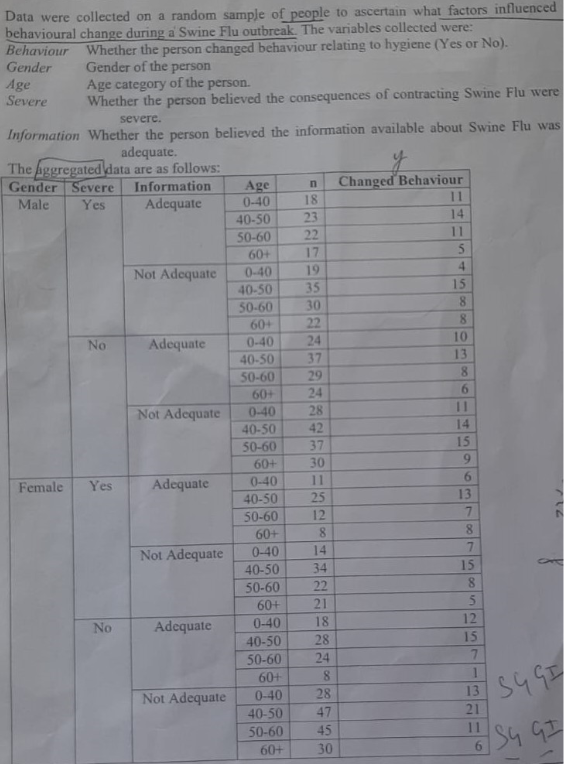 Data were collected on a random sample of people to ascertain what factors influenced
behavioural change during a Swine Flu outbreak. The variables collected were:
Behaviour Whether the person changed behaviour relating to hygiene (Yes or No).
Gender Gender of the person
Age Age category of the person.
Severe Whether the person believed the consequences of contracting Swine Flu were
severe.
Information Whether the person believed the information available about Swine Flu was
adequate.
y
The aggregated data are as follows:
Gender Severe Information Age n Changed Behaviour
Male Yes Adequate 0-40 18 11
40-50 23 14
50-60 22 11
60+ 17 5
Not Adequate 0-40 19 4
40-50 35 15
50-60 30 8
60+ 22 8
No Adequate 0-40 24 10
40-50 37 13
50-60 29 8
60+ 24 6
Not Adequate 0-40 28 11
40-50 42 14
50-60 37 15
60+ 30 9
Female Yes Adequate 0-40 11 6
40-50 25 13
50-60 12 7
60+ 8 8
Not Adequate 0-40 14 7
40-50 34 15
50-60 22 8
60+ 21 5
No Adequate 0-40 18 12
40-50 28 15
50-60 24 7
60+ 8 1
Not Adequate 0-40 28 13
40-50 47 21
50-60 45 11
60+ 30 6